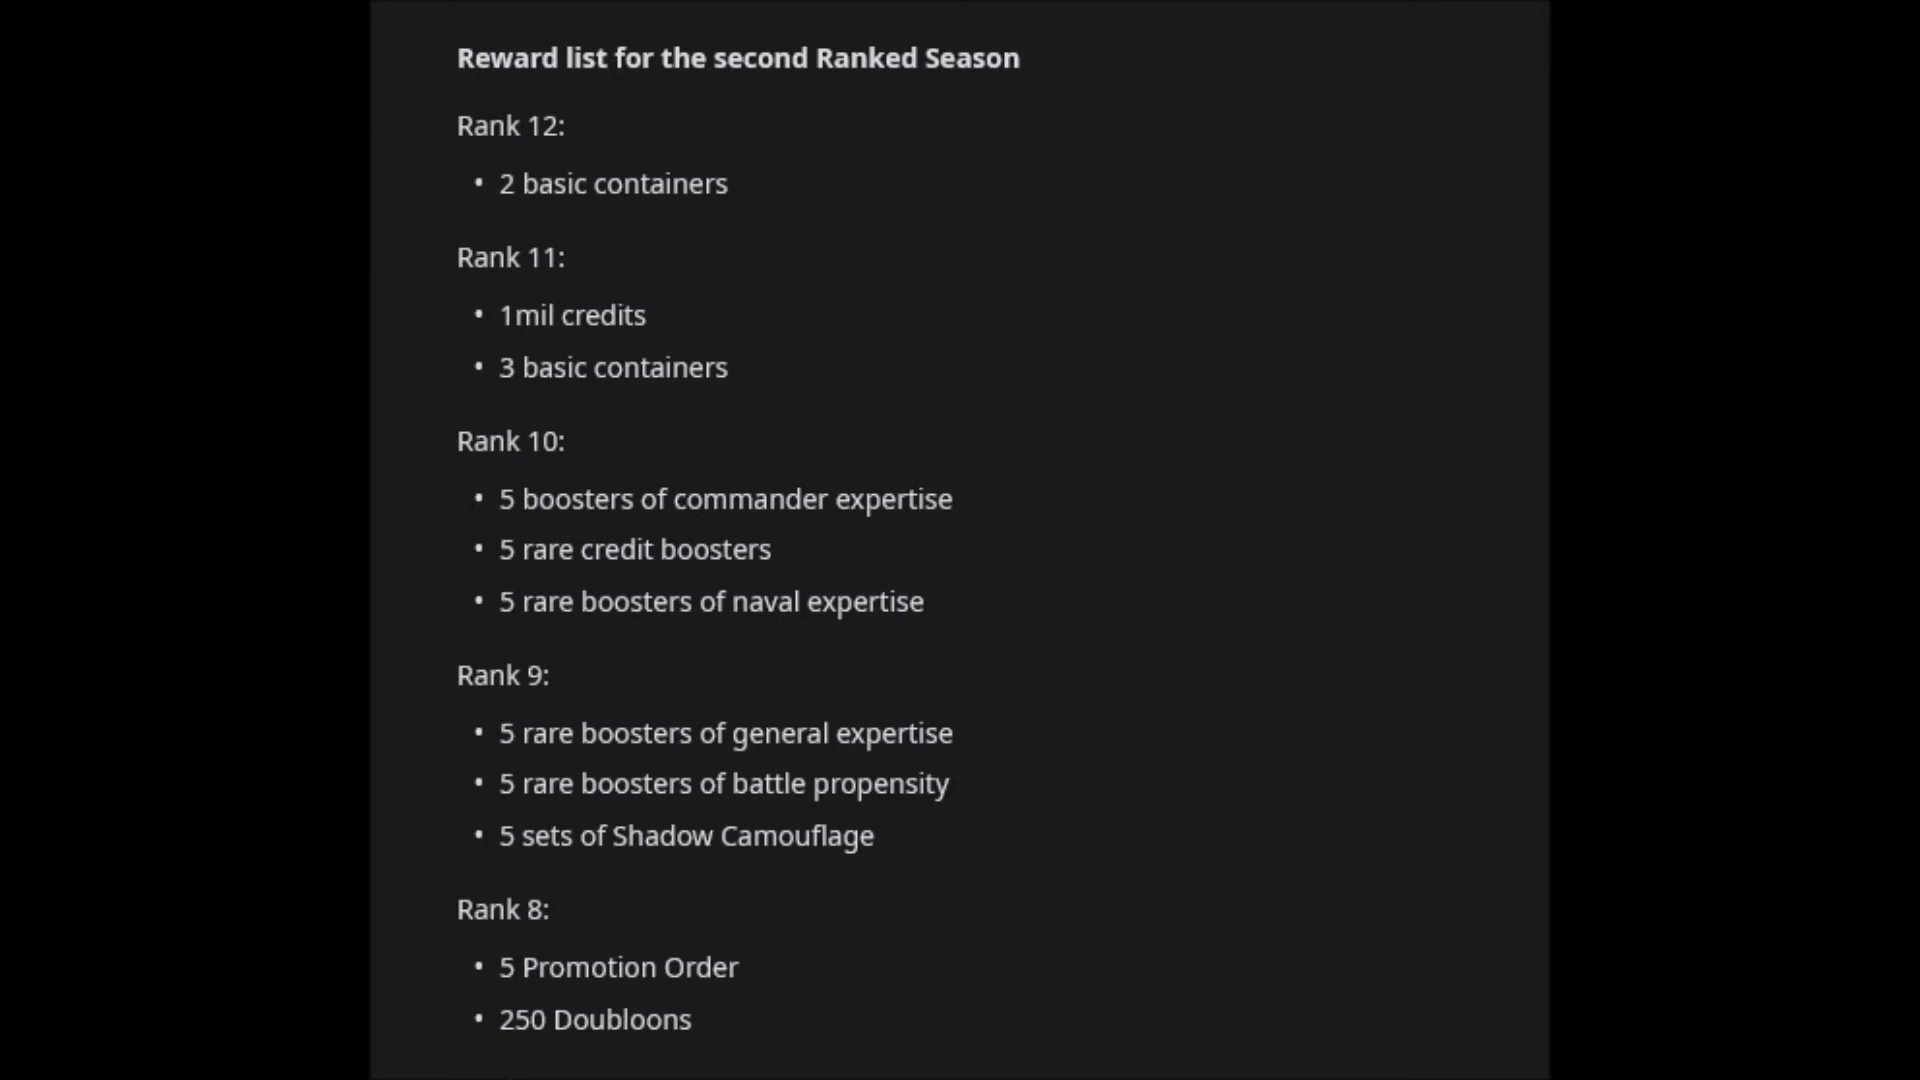 Reward list for the second Ranked Season
Rank 12:
• 2 basic containers
Rank 11:
• 1mil credits
• 3 basic containers
Rank 10:
• 5 boosters of commander expertise
• 5 rare credit boosters
• 5 rare boosters of naval expertise
Rank 9:
• 5 rare boosters of general expertise
• 5 rare boosters of battle propensity
• 5 sets of Shadow Camouflage
Rank 8:
• 5 Promotion Order
• 250 Doubloons